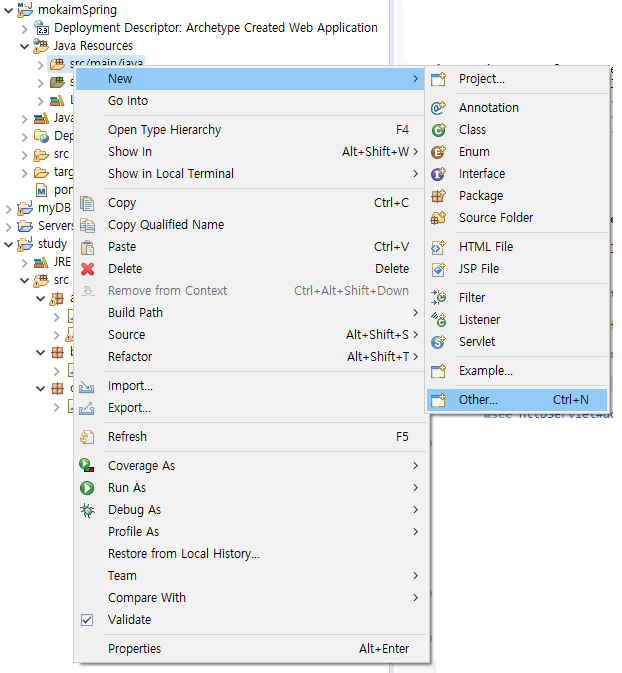 mokaimSpring
Deployment Descriptor: Archetype Created Web Application
Java Resources
src/main/java
New
Go Into
Open Type Hierarchy F4
Show In Alt+Shift+W
Show in Local Terminal
Copy Ctrl+C
Copy Qualified Name
Paste Ctrl+V
Delete Delete
Remove from Context Ctrl+Alt+Shift+Down
Build Path
Source Alt+Shift+S
Refactor Alt+Shift+T
Import...
Export...
Refresh F5
Coverage As
Run As
Debug As
Profile As
Restore from Local History...
Team
Compare With
Validate
Properties Alt+Enter
Project...
Annotation
Class
Enum
Interface
Package
Source Folder
HTML File
JSP File
Filter
Listener
Servlet
Example...
Other... Ctrl+N
s
L
Java
Dep
src
targ
pon
myDB
Servers
study
JRE
src
a
b